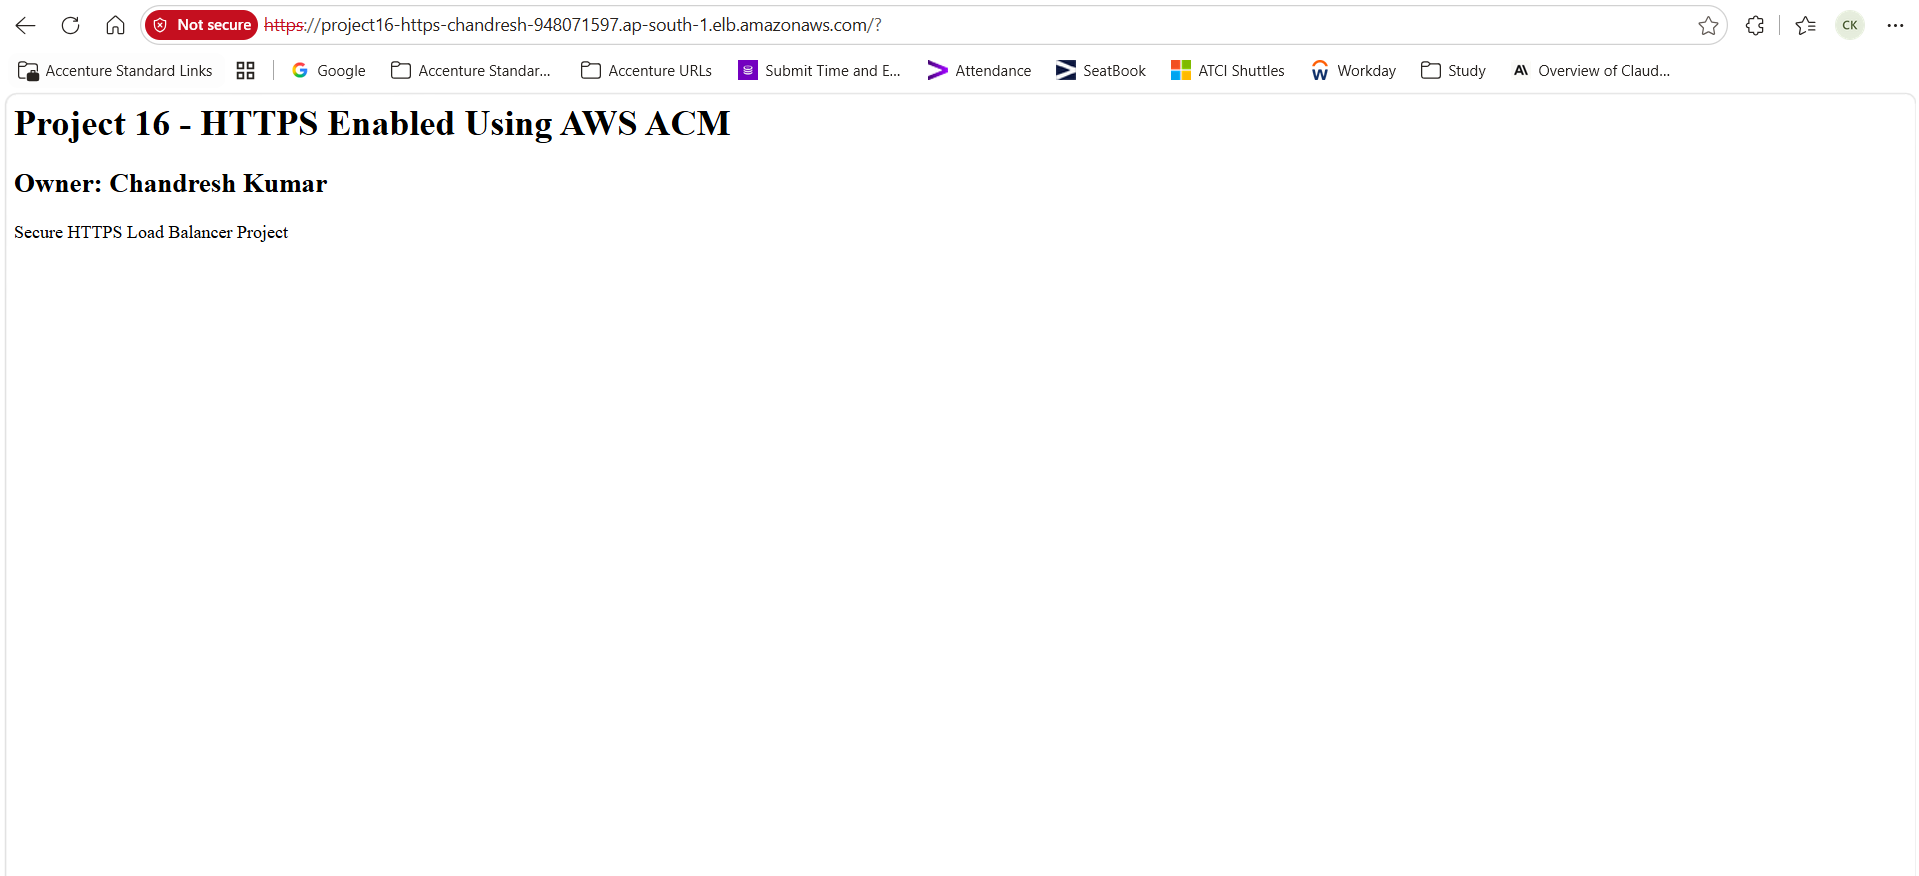 Not secure https://project16-https-chandresh-948071597.ap-south-1.elb.amazonaws.com/? CK
Accenture Standard Links Google Accenture Standar... Accenture URLs Submit Time and E... Attendance SeatBook ATCI Shuttles Workday Study Overview of Claud...
Project 16 - HTTPS Enabled Using AWS ACM
Owner: Chandresh Kumar
Secure HTTPS Load Balancer Project